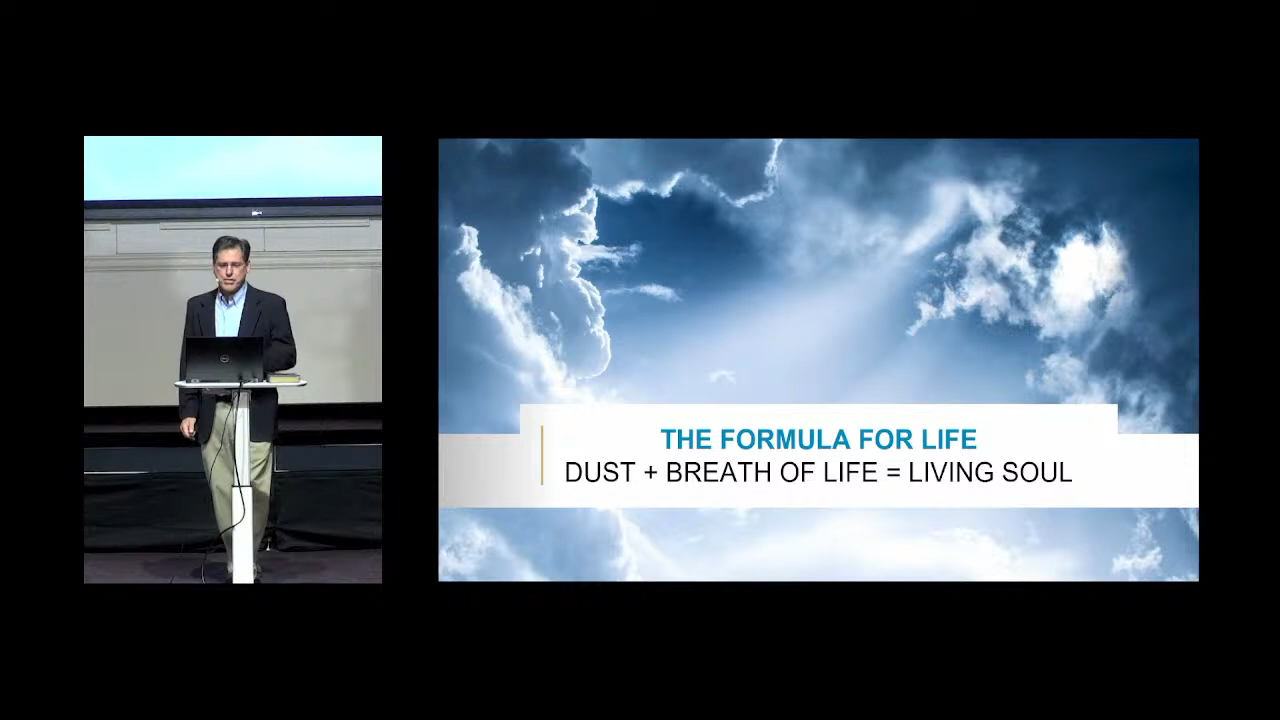 THE FORMULA FOR LIFE
DUST + BREATH OF LIFE = LIVING SOUL